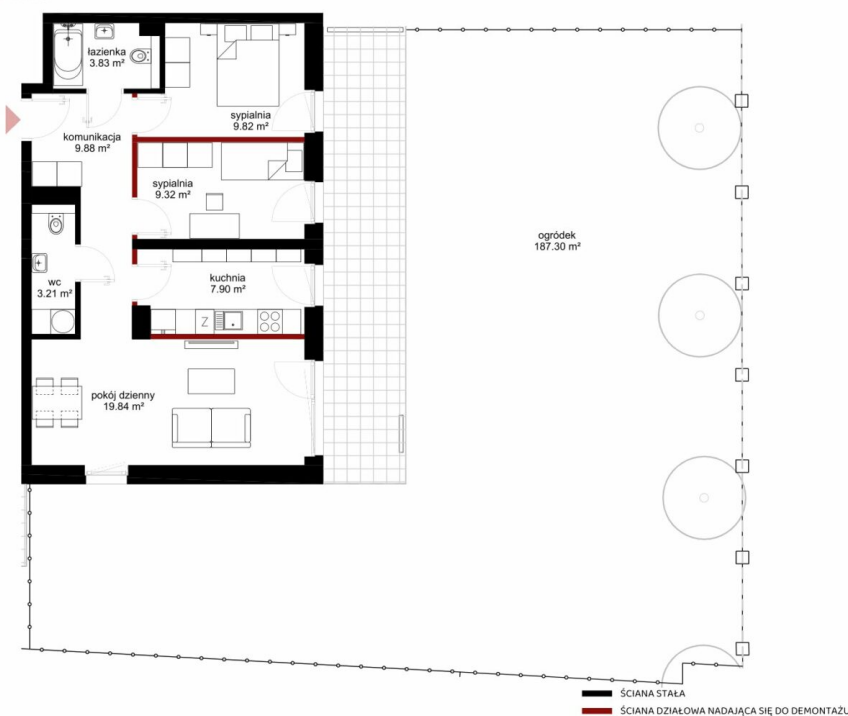 łazienka
3.83 m²
sypialnia
9.82 m²
komunikacja
9.88 m²
sypialnia
9.32 m²
ogródek
187.30 m²
kuchnia
7.90 m²
wc
3.21 m²
Z
pokój dzienny
19.84 m²
ŚCIANA STAŁA
ŚCIANA DZIAŁOWA NADAJĄCA SIĘ DO DEMONTAŻU